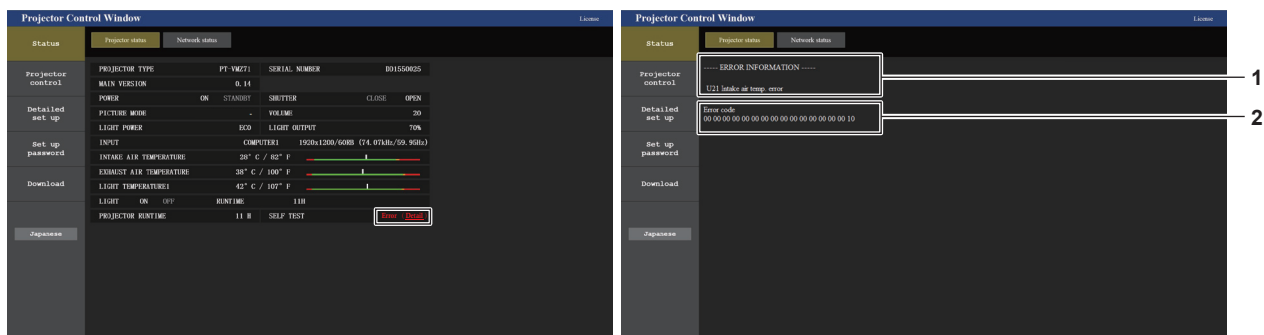 Projector Control Window
License
Status
Projector status
Network status
Projector control
Detailed set up
Set up password
Download
Japanese
PROJECTOR TYPE PT-VMZ71 SERIAL NUMBER DO1550025
MAIN VERSION 0.14
POWER ON STANDBY SHUTTER CLOSE OPEN
PICTURE MODE - VOLUME 20
LIGHT POWER ECO LIGHT OUTPUT 70%
INPUT COMPUTER1 1920x1200/60RB (74.07kHz/59.95Hz)
INTAKE AIR TEMPERATURE 28° C / 82° F
EXHAUST AIR TEMPERATURE 38° C / 100° F
LIGHT TEMPERATURE1 42° C / 107° F
LIGHT ON OFF RUNTIME 11H
PROJECTOR RUNTIME 11 H SELF TEST Error (Detail)
Projector Control Window
License
Status
Projector status
Network status
Projector control
Detailed set up
Set up password
Download
Japanese
----- ERROR INFORMATION -----
U21 Intake air temp. error
Error code
00 00 00 00 00 00 00 00 00 00 00 00 00 00 00 10
1
2